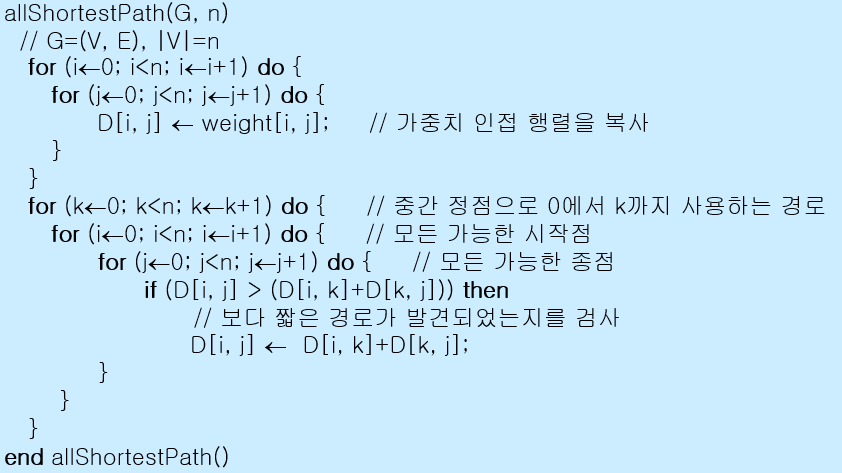 allShortestPath(G, n)
// G=(V, E), |V|=n
for (i←0; i<n; i←i+1) do {
for (j←0; j<n; j←j+1) do {
D[i, j] ← weight[i, j]; // 가중치 인접 행렬을 복사
}
}
for (k←0; k<n; k←k+1) do { // 중간 정점으로 0에서 k까지 사용하는 경로
for (i←0; i<n; i←i+1) do { // 모든 가능한 시작점
for (j←0; j<n; j←j+1) do { // 모든 가능한 종점
if (D[i, j] > (D[i, k]+D[k, j])) then
// 보다 짧은 경로가 발견되었는지를 검사
D[i, j] ← D[i, k]+D[k, j];
}
}
}
end allShortestPath()